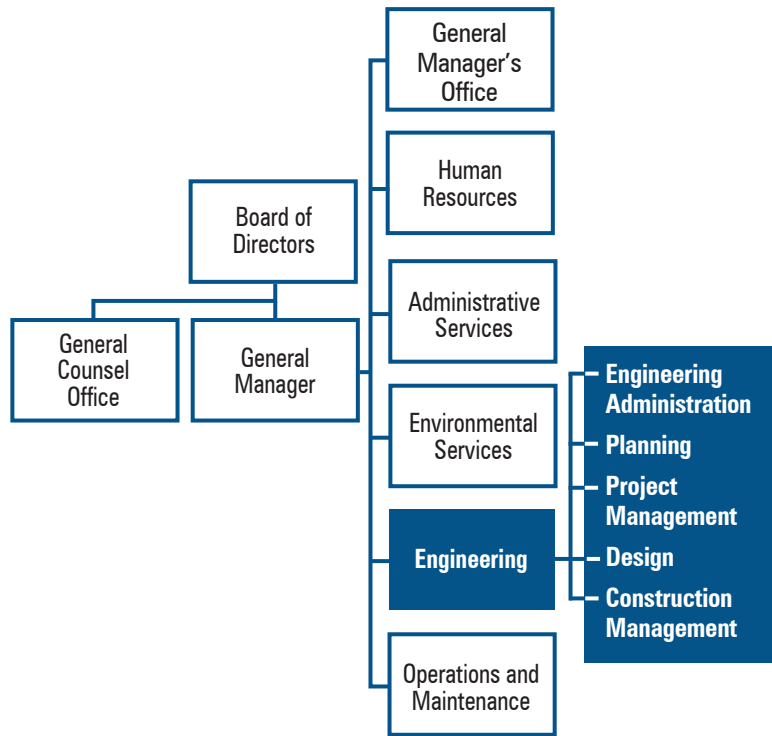 General
Manager's
Office
Human
Resources
Board of
Directors
Administrative
Services
General
Counsel
Office
General
Manager
Environmental
Services
Engineering
Engineering
Administration
Planning
Project
Management
Design
Construction
Management
Operations and
Maintenance